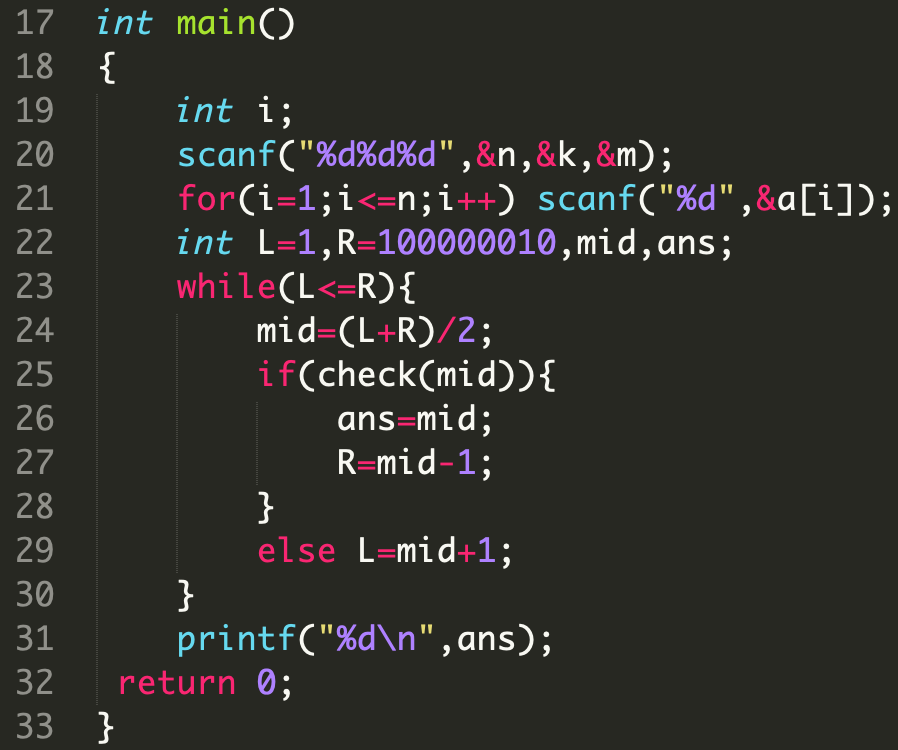 17 int main()
18 {
19     int i;
20     scanf("%d%d%d",&n,&k,&m);
21     for(i=1;i<=n;i++) scanf("%d",&a[i]);
22     int L=1,R=100000010,mid,ans;
23     while(L<=R){
24         mid=(L+R)/2;
25         if(check(mid)){
26             ans=mid;
27             R=mid-1;
28         }
29         else L=mid+1;
30     }
31     printf("%d\n",ans);
32  return 0;
33 }